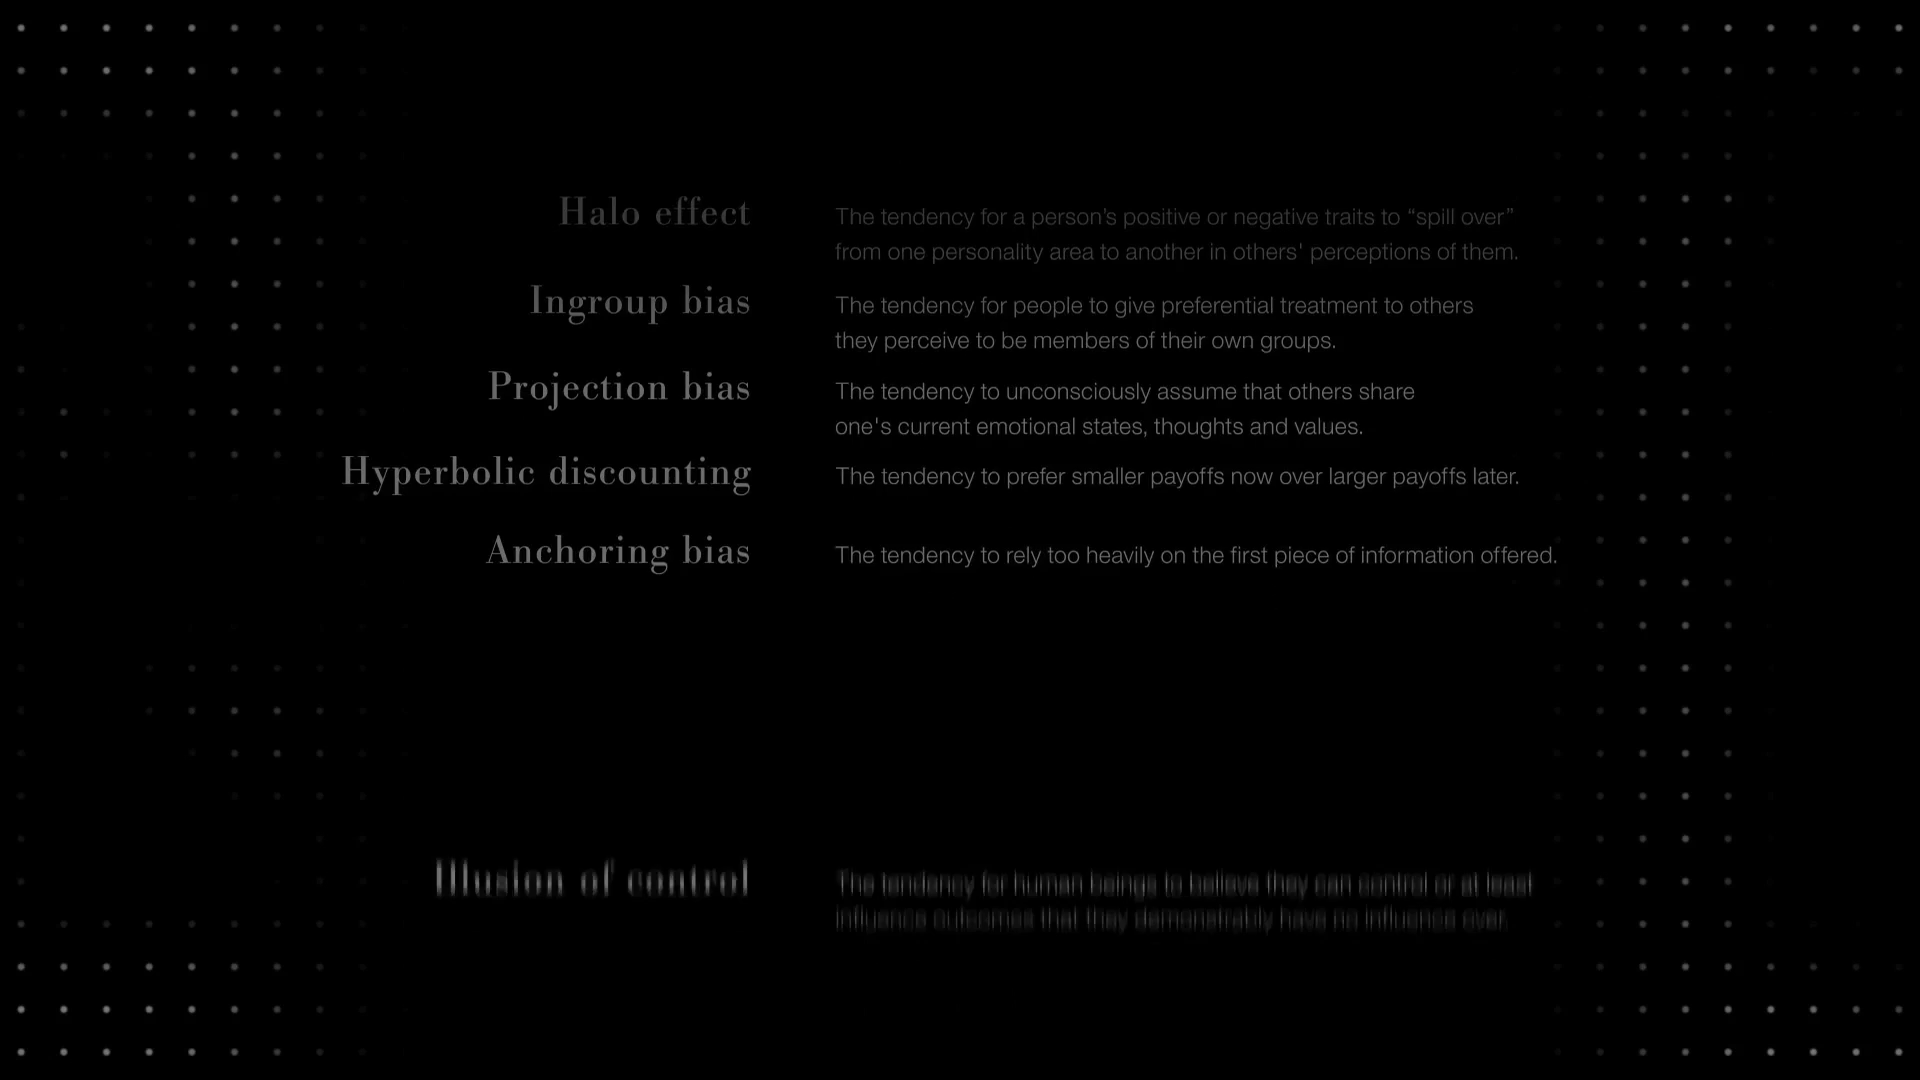 Halo effect
The tendency for a person’s positive or negative traits to “spill over”
from one personality area to another in others' perceptions of them.
Ingroup bias
The tendency for people to give preferential treatment to others
they perceive to be members of their own groups.
Projection bias
The tendency to unconsciously assume that others share
one's current emotional states, thoughts and values.
Hyperbolic discounting
The tendency to prefer smaller payoffs now over larger payoffs later.
Anchoring bias
The tendency to rely too heavily on the first piece of information offered.
Illusion of control
The tendency for human beings to believe they can control or at least
influence outcomes that they demonstrably have no influence over.